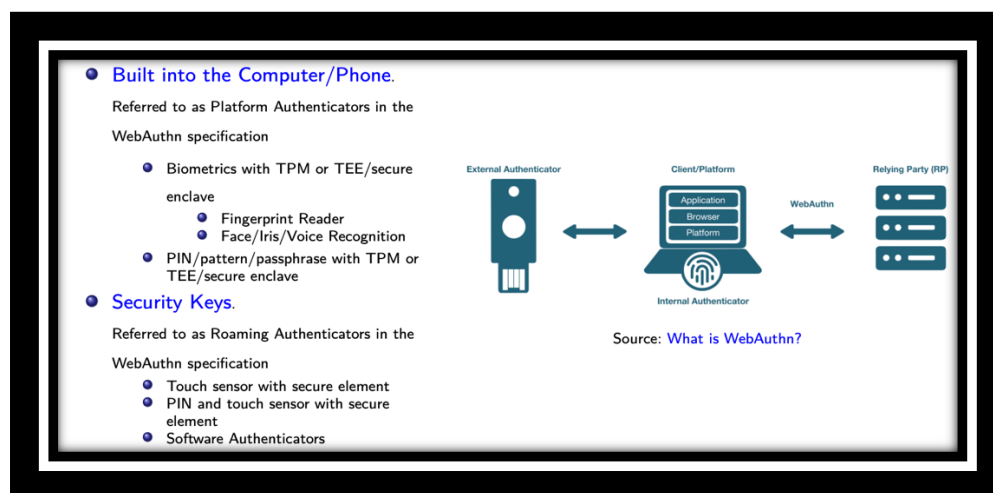 Built into the Computer/Phone.
Referred to as Platform Authenticators in the
WebAuthn specification
Biometrics with TPM or TEE/secure
enclave
Fingerprint Reader
Face/Iris/Voice Recognition
PIN/pattern/passphrase with TPM or
TEE/secure enclave
Security Keys.
Referred to as Roaming Authenticators in the
WebAuthn specification
Touch sensor with secure element
PIN and touch sensor with secure
element
Software Authenticators
External Authenticator
Client/Platform
Relying Party (RP)
Application
Browser
Platform
WebAuthn
Internal Authenticator
Source: What is WebAuthn?